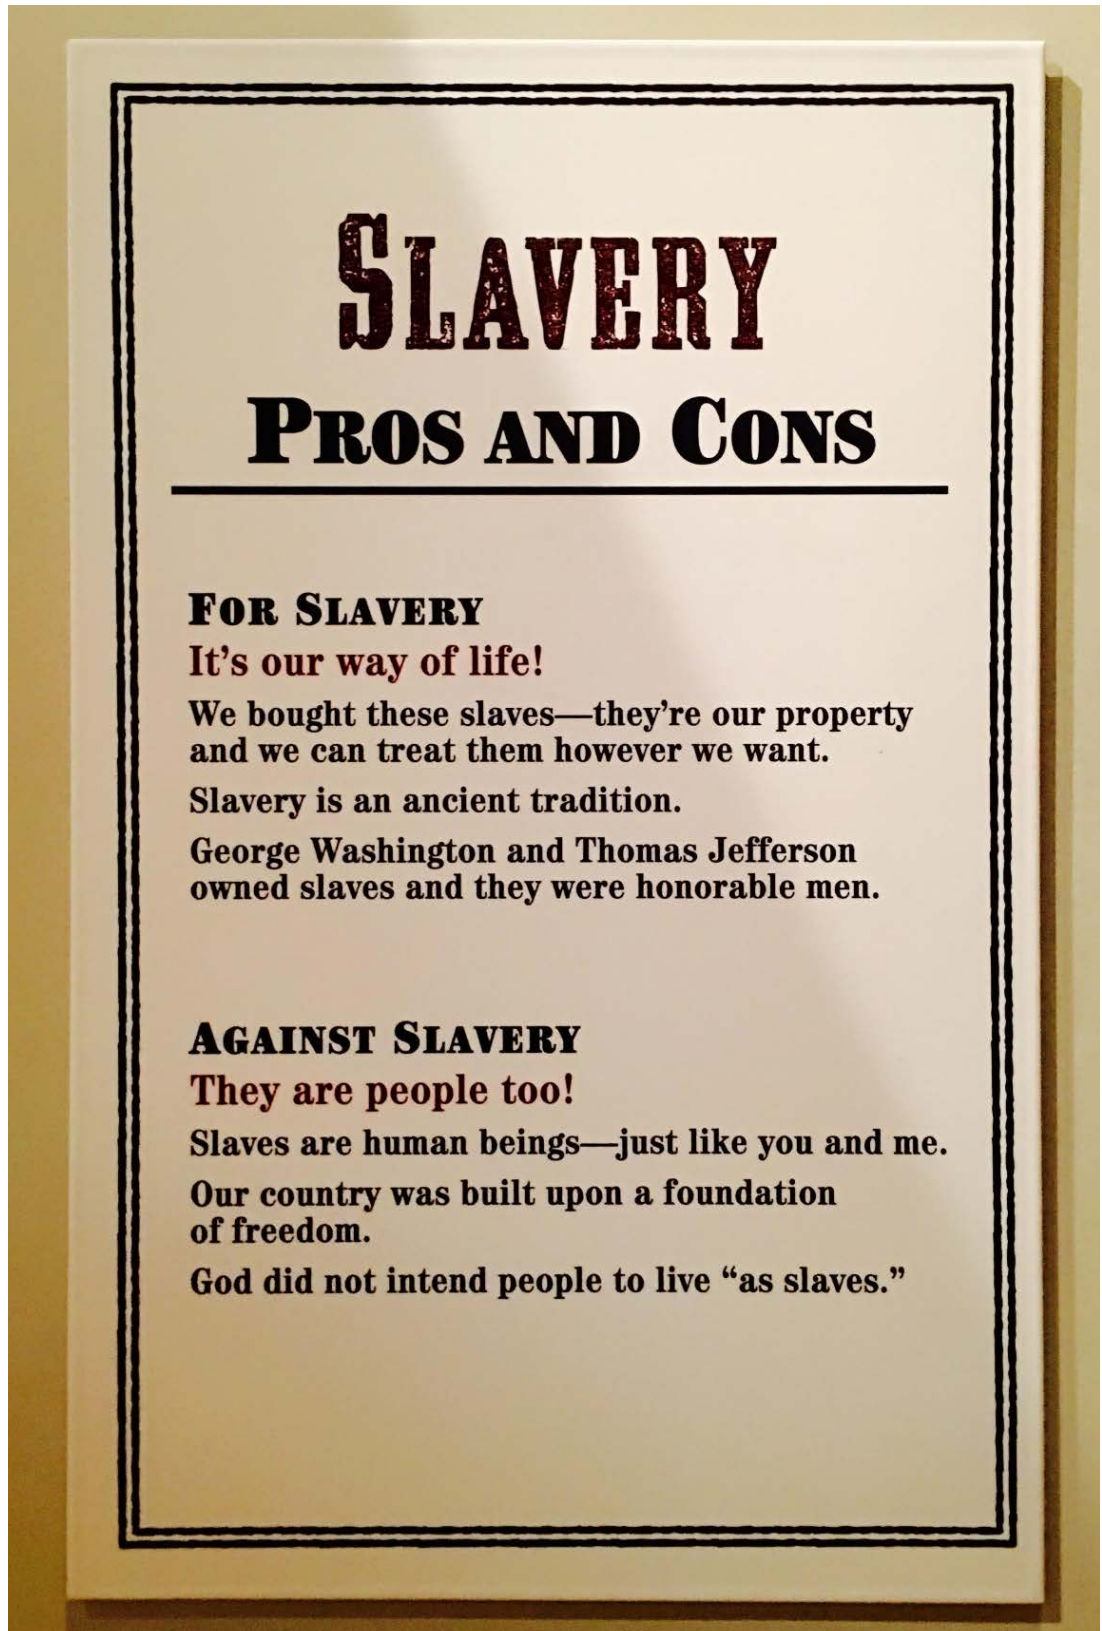 SLAVERY
PROS AND CONS
FOR SLAVERY
It's our way of life!
We bought these slaves—they're our property
and we can treat them however we want.
Slavery is an ancient tradition.
George Washington and Thomas Jefferson
owned slaves and they were honorable men.
AGAINST SLAVERY
They are people too!
Slaves are human beings—just like you and me.
Our country was built upon a foundation
of freedom.
God did not intend people to live “as slaves.”